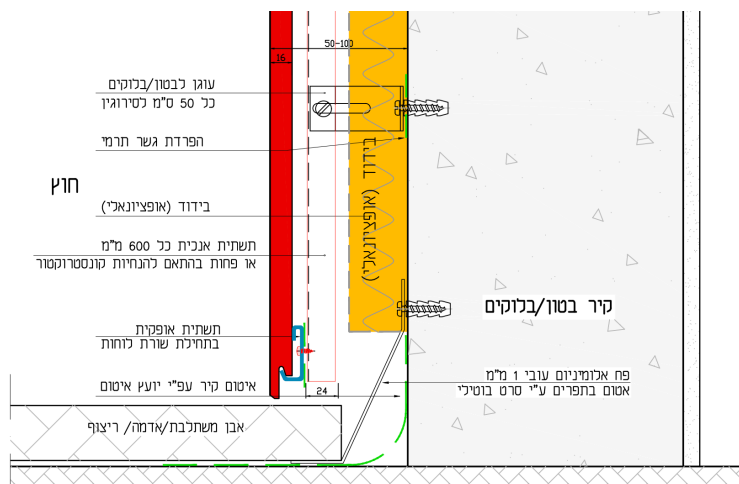 50-100
16
עוגן לבטון/בלוקים
כל 50 ס"מ לסירוגין
הפרדת גשר תרמי
חוץ
בידוד (אופציונאלי)
בידוד (אופציונאלי)
תשתית אנכית כל 600 מ"מ
או פחות בהתאם להנחיות קונסטרוקטור
קיר בטון/בלוקים
תשתית אופקית
בתחילת שורת לוחות
פח אלומיניום עובי 1 מ"מ
אטום בתפרים ע"י סרט בוטילי
איטום קיר עפ"י יועץ איטום
24
אבן משתלבת/אדמה/ ריצוף